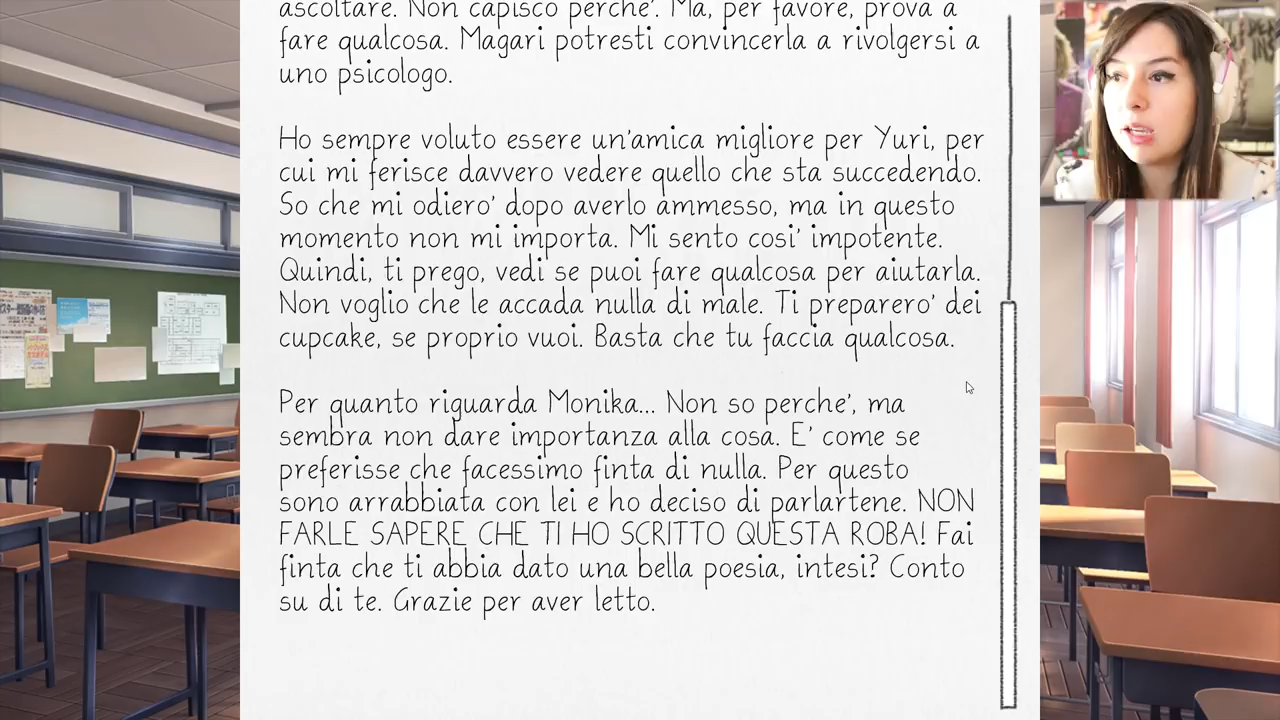 ascoltare. Non capisco perche'. Ma, per favore, prova a
fare qualcosa. Magari potresti convincerla a rivolgersi a
uno psicologo.
Ho sempre voluto essere un'amica migliore per Yuri, per
cui mi ferisce davvero vedere quello che sta succedendo.
So che mi odiero' dopo averlo ammesso, ma in questo
momento non mi importa. Mi sento cosi' impotente.
Quindi, ti prego, vedi se puoi fare qualcosa per aiutarla.
Non voglio che le accada nulla di male. Ti preparero' dei
cupcake, se proprio vuoi. Basta che tu faccia qualcosa.
Per quanto riguarda Monika... Non so perche', ma
sembra non dare importanza alla cosa. E' come se
preferisse che facessimo finta di nulla. Per questo
sono arrabbiata con lei e ho deciso di parlartene. NON
FARLE SAPERE CHE TI HO SCRITTO QUESTA ROBA! Fai
finta che ti abbia dato una bella poesia, intesi? Conto
su di te. Grazie per aver letto.